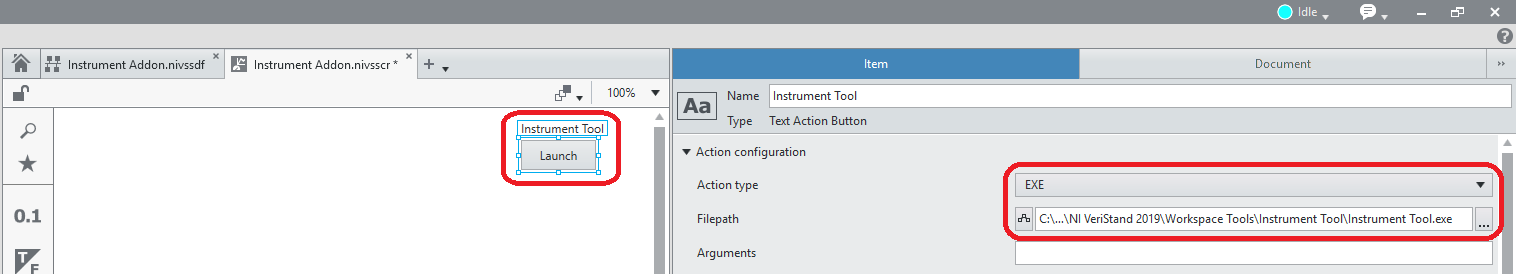 Idle
Instrument Addon.nivssdf
Instrument Addon.nivsscr *
Item
Document
100%
Aa
Name
Instrument Tool
Type
Text Action Button
Instrument Tool
Launch
Action configuration
Action type
EXE
0.1
Filepath
C:\...\NI VeriStand 2019\Workspace Tools\Instrument Tool\Instrument Tool.exe
...
T F
Arguments